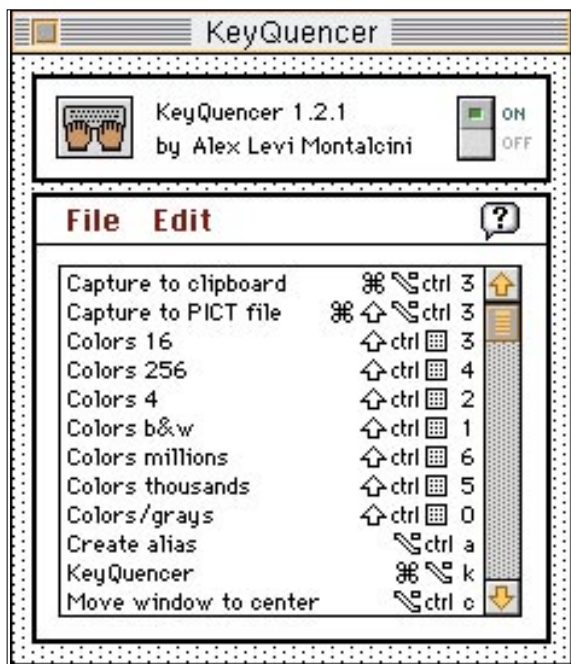 KeyQuencer
KeyQuencer 1.2.1
by Alex Levi Montalcini
ON
OFF
File Edit ?
Capture to clipboard ⌘ ⌥ ctrl 3
Capture to PICT file ⌘ ⇧ ⌥ ctrl 3
Colors 16 ⇧ ctrl ▦ 3
Colors 256 ⇧ ctrl ▦ 4
Colors 4 ⇧ ctrl ▦ 2
Colors b&w ⇧ ctrl ▦ 1
Colors millions ⇧ ctrl ▦ 6
Colors thousands ⇧ ctrl ▦ 5
Colors/grays ⇧ ctrl ▦ 0
Create alias ⌥ ctrl a
KeyQuencer ⌘ ⌥ k
Move window to center ⌥ ctrl c